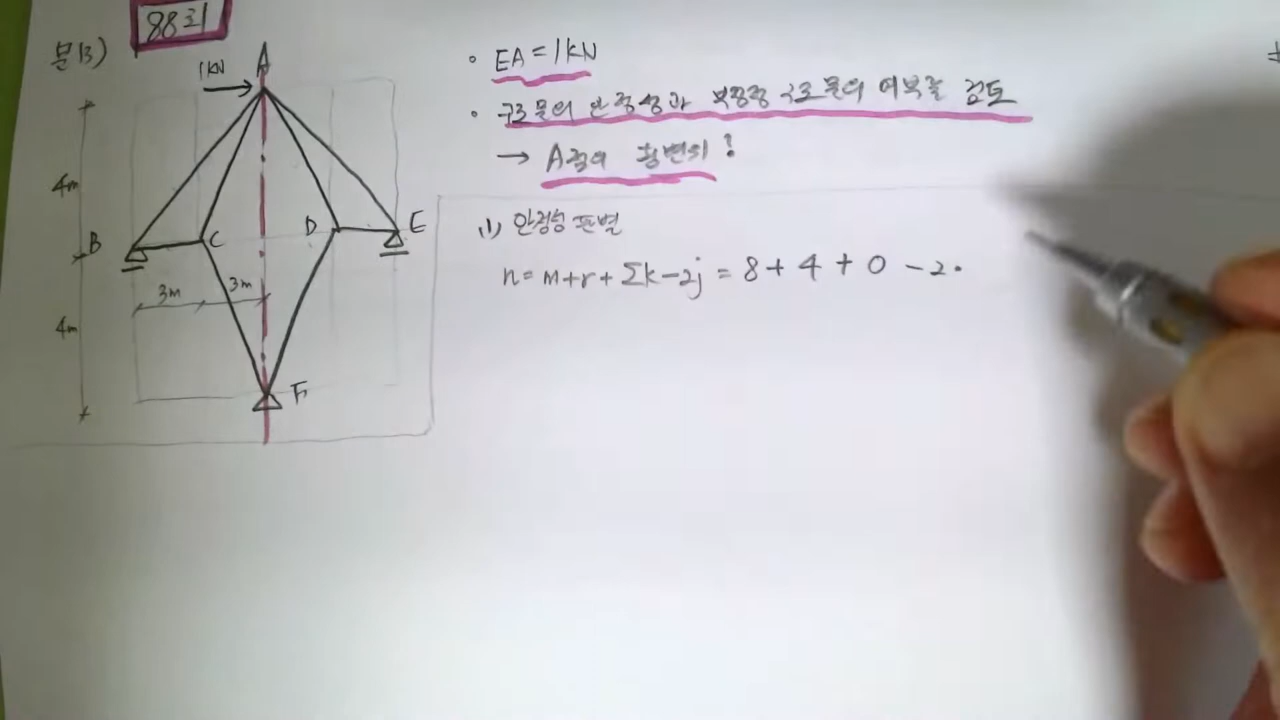 88회
문13)
A
1kN
4m
B
C
D
E
3m
3m
4m
F
• EA = 1kN
• 구조물의 안정성과 부정정 구조물의 여부를 검토
→ A점의 횡변위!
(1) 안정성 판별
n = m+r+Σk-2j = 8+4+0-2·